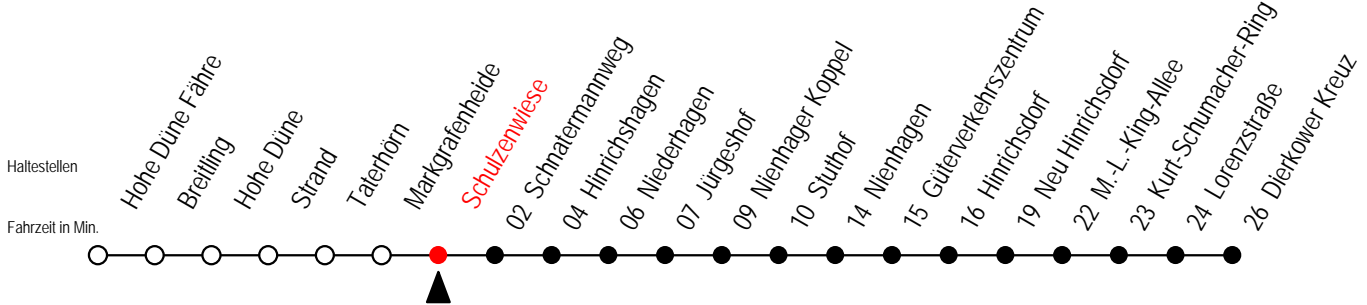 Haltestellen
Fahrzeit in Min.
Hohe Düne Fähre
Breitling
Hohe Düne
Strand
Taterhörn
Markgrafenheide
Schulzenwiese
02 Schnatermannweg
04 Hinrichshagen
06 Niederhagen
07 Jürgeshof
09 Nienhager Koppel
10 Stuthof
14 Nienhagen
15 Güterverkehrszentrum
16 Hinrichsdorf
19 Neu Hinrichsdorf
22 M.-L.-King-Allee
23 Kurt-Schumacher-Ring
24 Lorenzstraße
26 Dierkower Kreuz